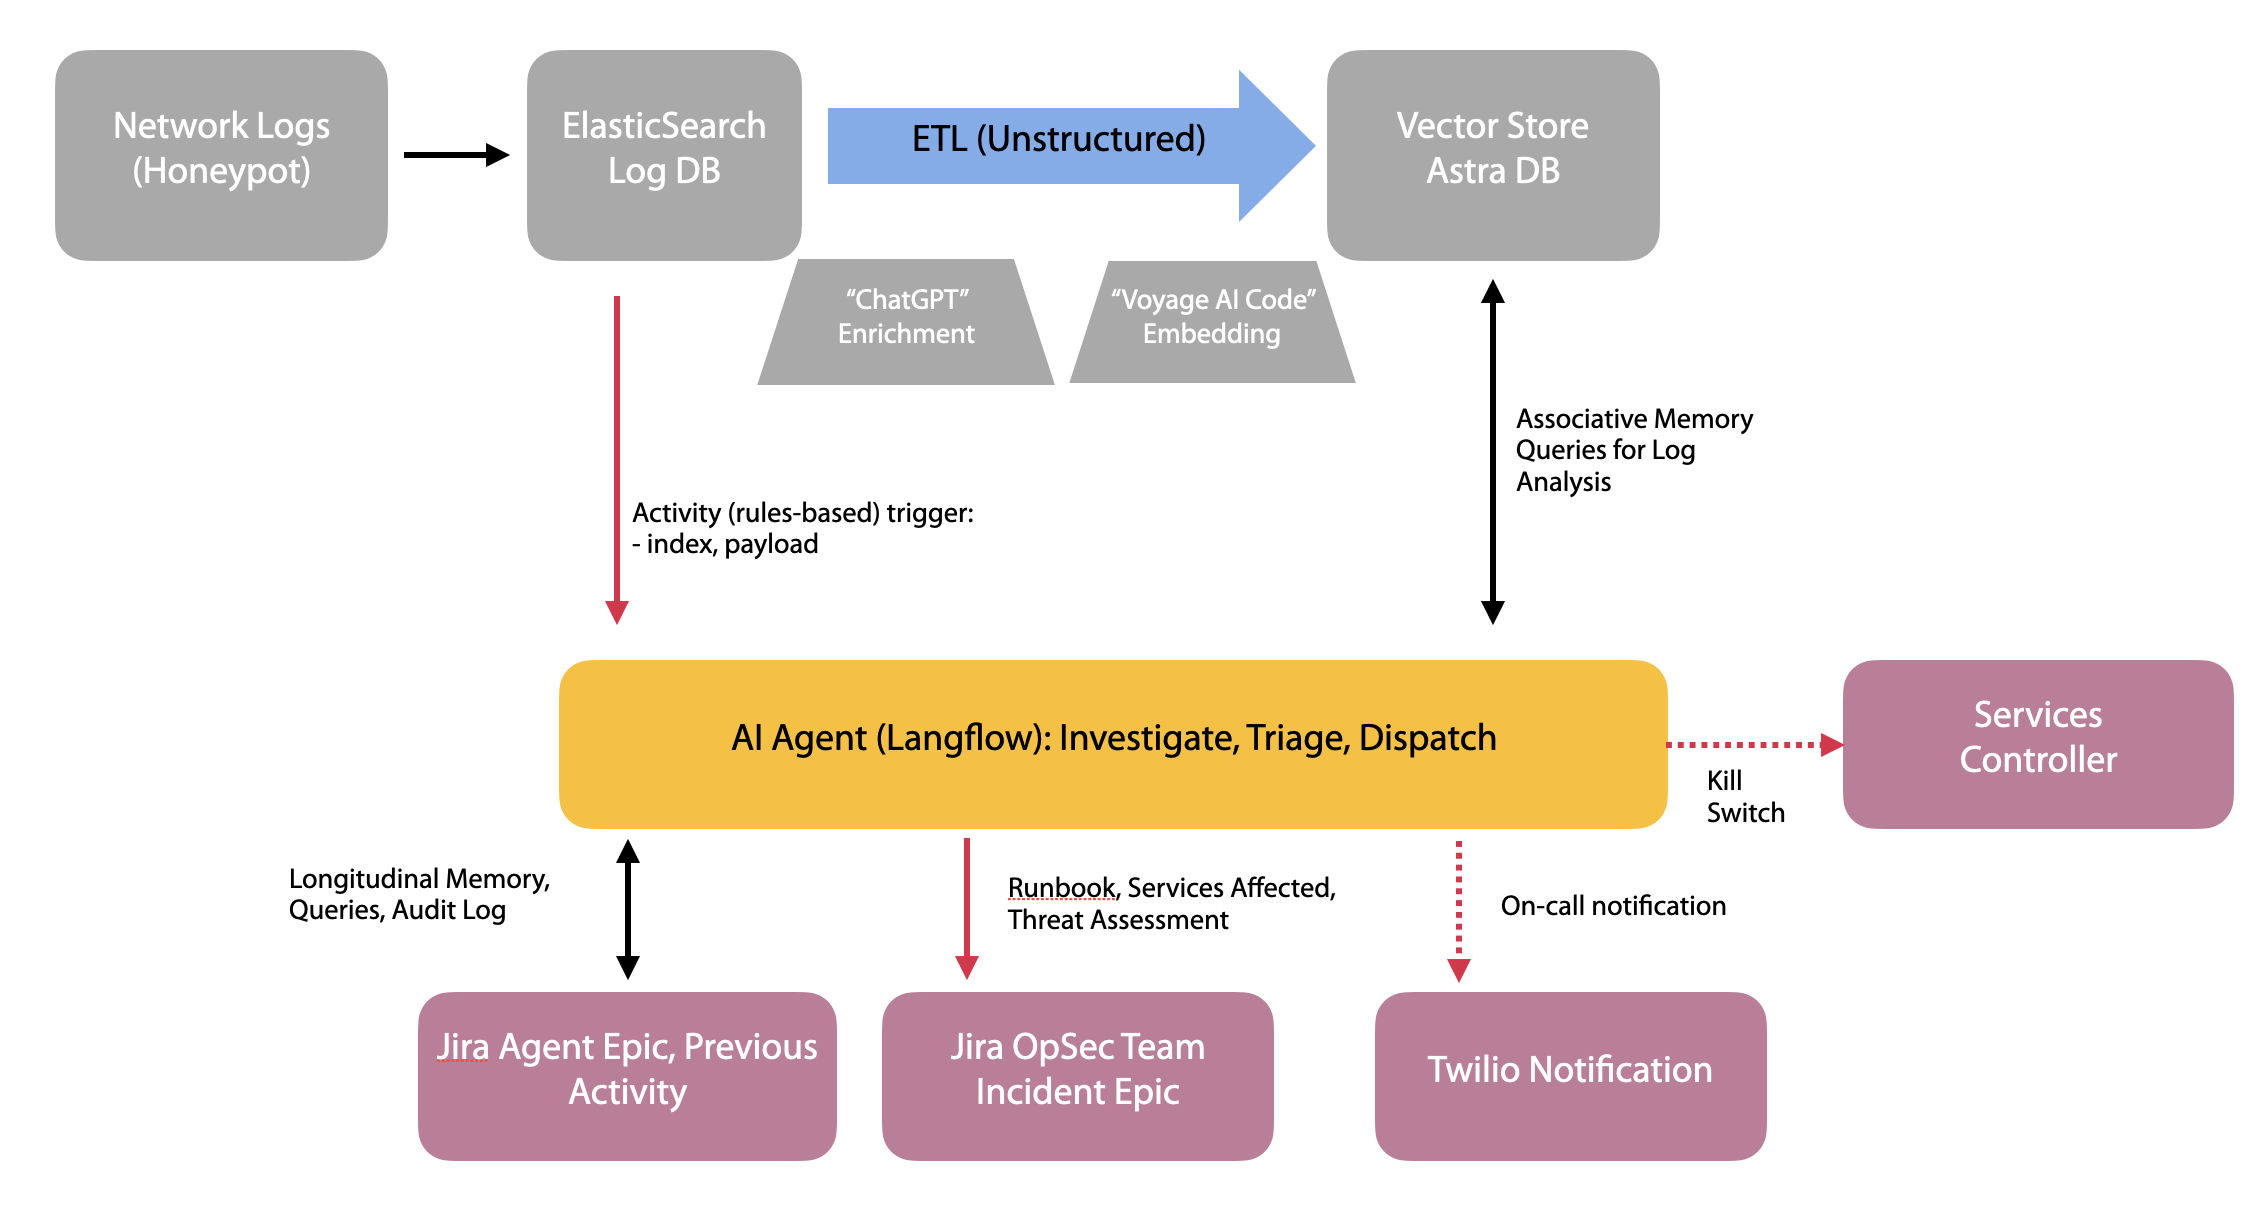 Network Logs
(Honeypot)
ElasticSearch
Log DB
ETL (Unstructured)
Vector Store
Astra DB
“ChatGPT”
Enrichment
“Voyage AI Code”
Embedding
Associative Memory
Queries for Log
Analysis
Activity (rules-based) trigger:
- index, payload
AI Agent (Langflow): Investigate, Triage, Dispatch
Services
Controller
Kill
Switch
Longitudinal Memory,
Queries, Audit Log
Runbook, Services Affected,
Threat Assessment
On-call notification
Jira Agent Epic, Previous
Activity
Jira OpSec Team
Incident Epic
Twilio Notification